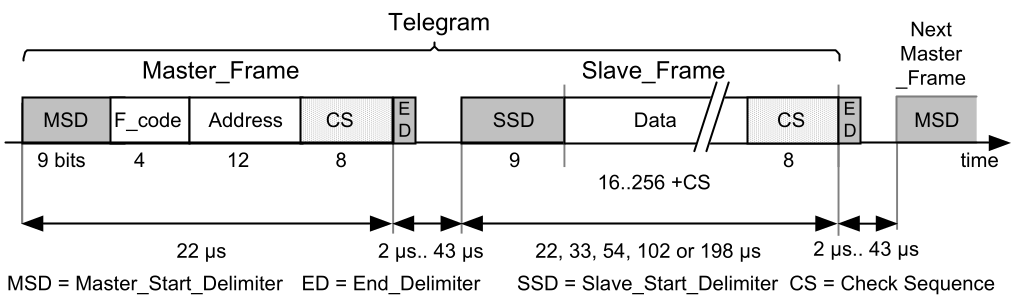 Telegram
Next
Master
_Frame
Master_Frame
Slave_Frame
MSD F_code Address CS E D SSD Data CS E D MSD
9 bits 4 12 8 9 8 time
16..256 +CS
22 µs 2 µs.. 43 µs 22, 33, 54, 102 or 198 µs 2 µs.. 43 µs
MSD = Master_Start_Delimiter ED = End_Delimiter SSD = Slave_Start_Delimiter CS = Check Sequence